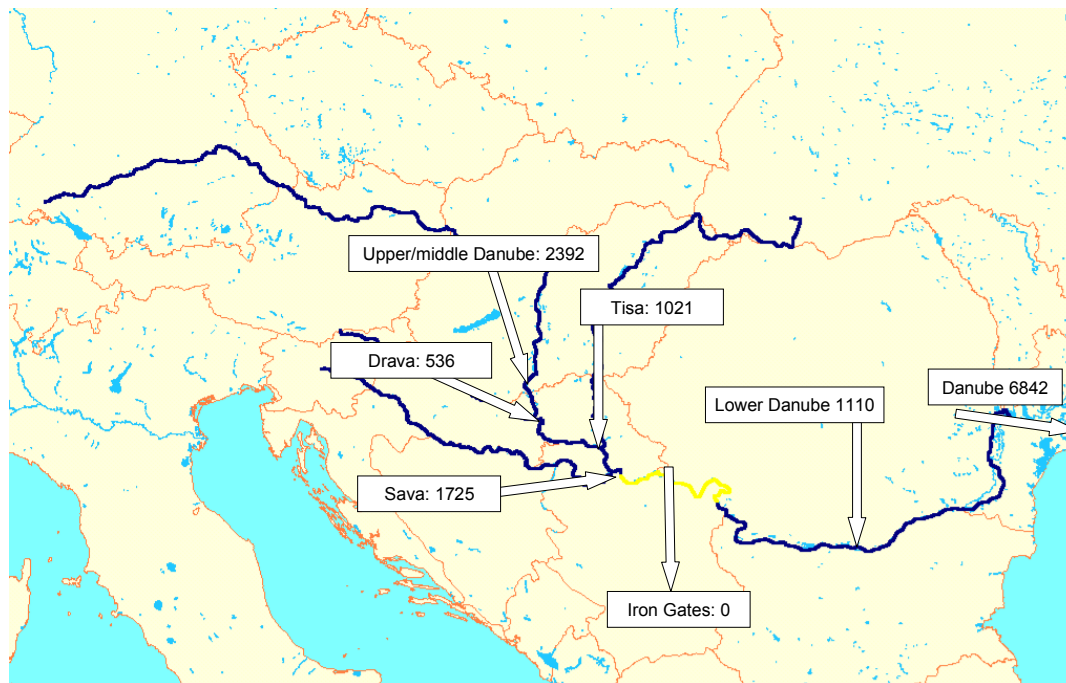 Upper/middle Danube: 2392
Tisa: 1021
Drava: 536
Danube 6842
Lower Danube 1110
Sava: 1725
Iron Gates: 0